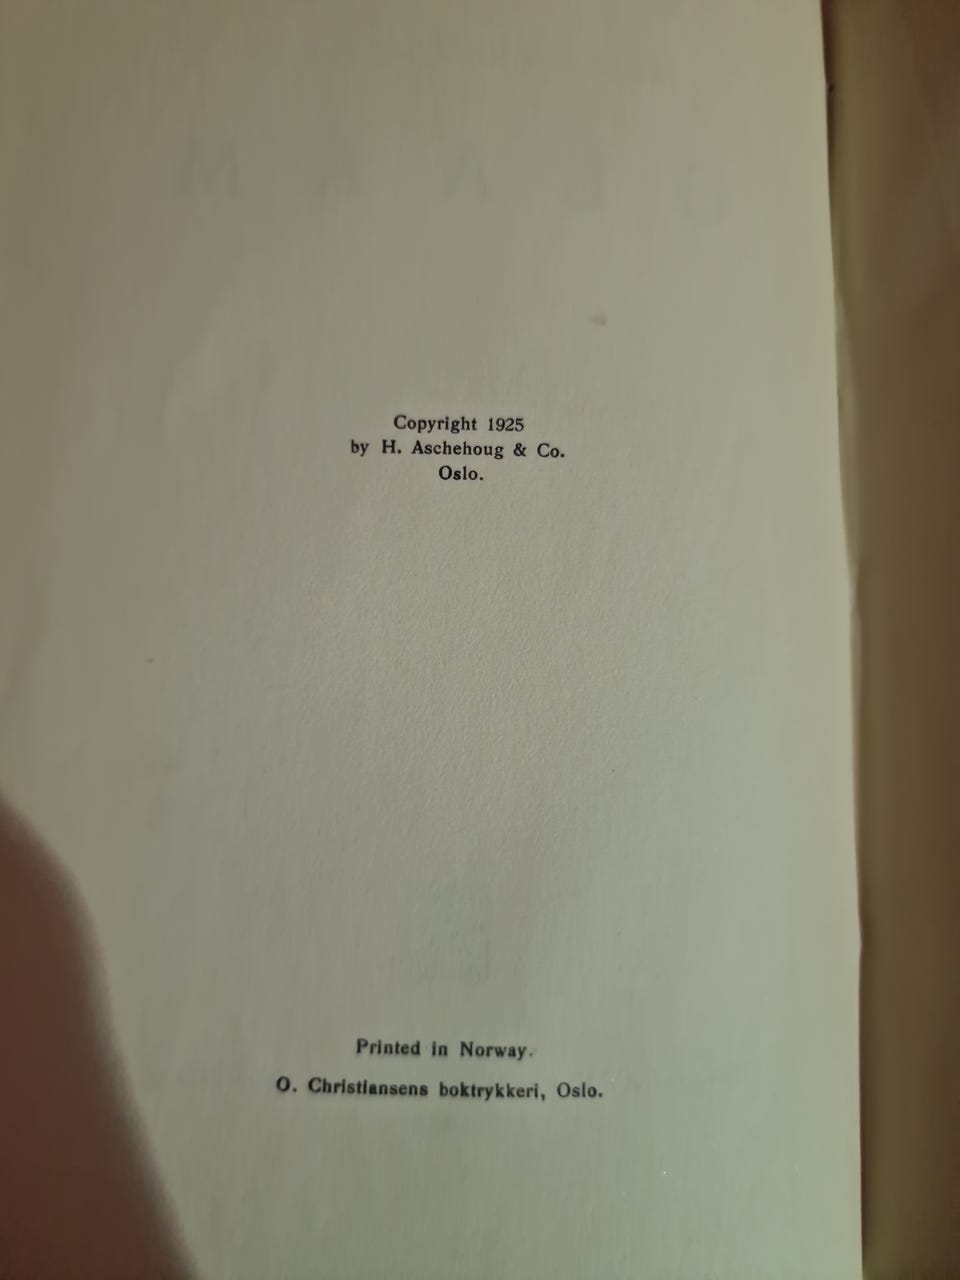 Copyright 1925
by H. Aschehoug & Co.
Oslo.
Printed in Norway.
O. Christiansens boktrykkeri, Oslo.